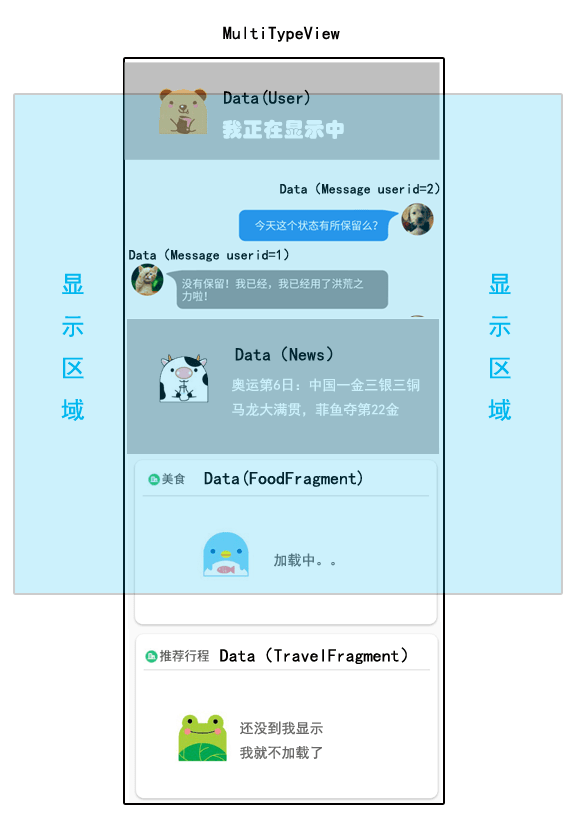 MultiTypeView
Data(User)
我正在显示中
Data (Message userid=2)
今天这个状态有所保留么?
Data (Message userid=1)
没有保留! 我已经, 我已经用了洪荒之
力啦!
显示区域
显示区域
Data (News)
奥运第6日: 中国一金三银三铜
马龙大满贯, 菲鱼夺第22金
美食 Data(FoodFragment)
加载中。。
推荐行程 Data (TravelFragment)
还没到我显示
我就不加载了